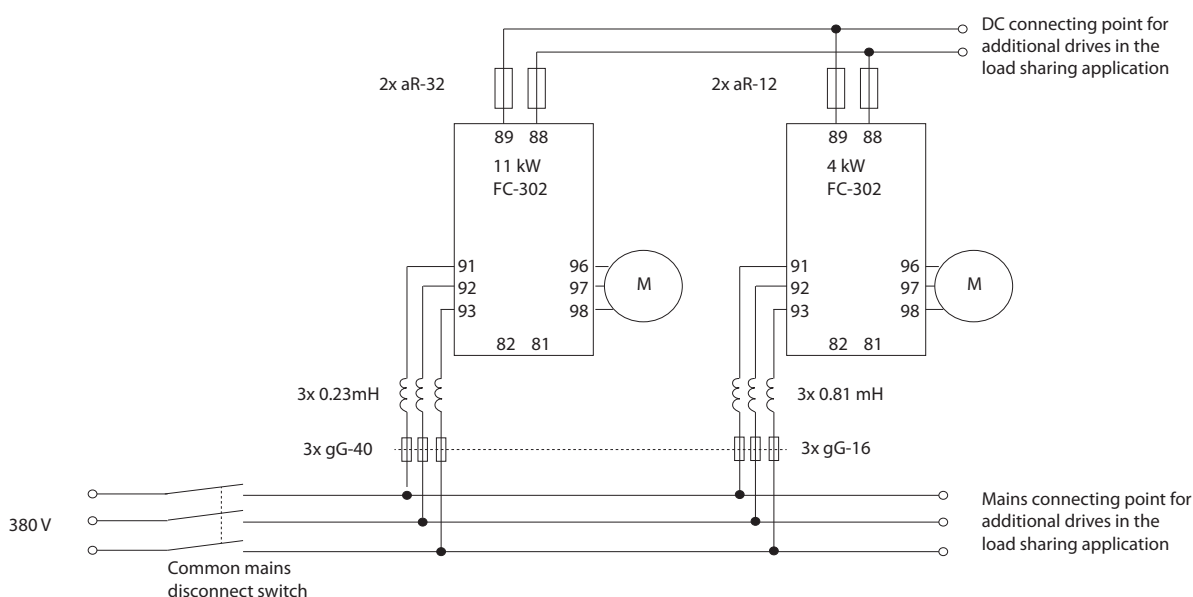 DC connecting point for
additional drives in the
load sharing application
2x aR-32
2x aR-12
89 88
89 88
11 kW
FC-302
4 kW
FC-302
91
92
93
96
97
98
M
91
92
93
96
97
98
M
82 81
82 81
3x 0.23mH
3x 0.81 mH
3x gG-40
3x gG-16
380 V
Mains connecting point for
additional drives in the
load sharing application
Common mains
disconnect switch